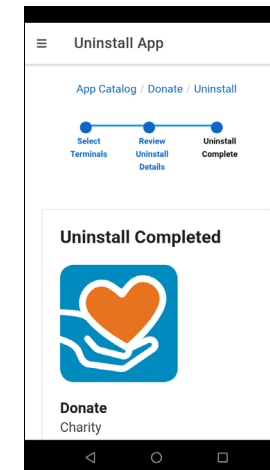 Uninstall App
App Catalog / Donate / Uninstall
Select
Terminals
Review
Uninstall
Details
Uninstall
Complete
Uninstall Completed
Donate
Charity